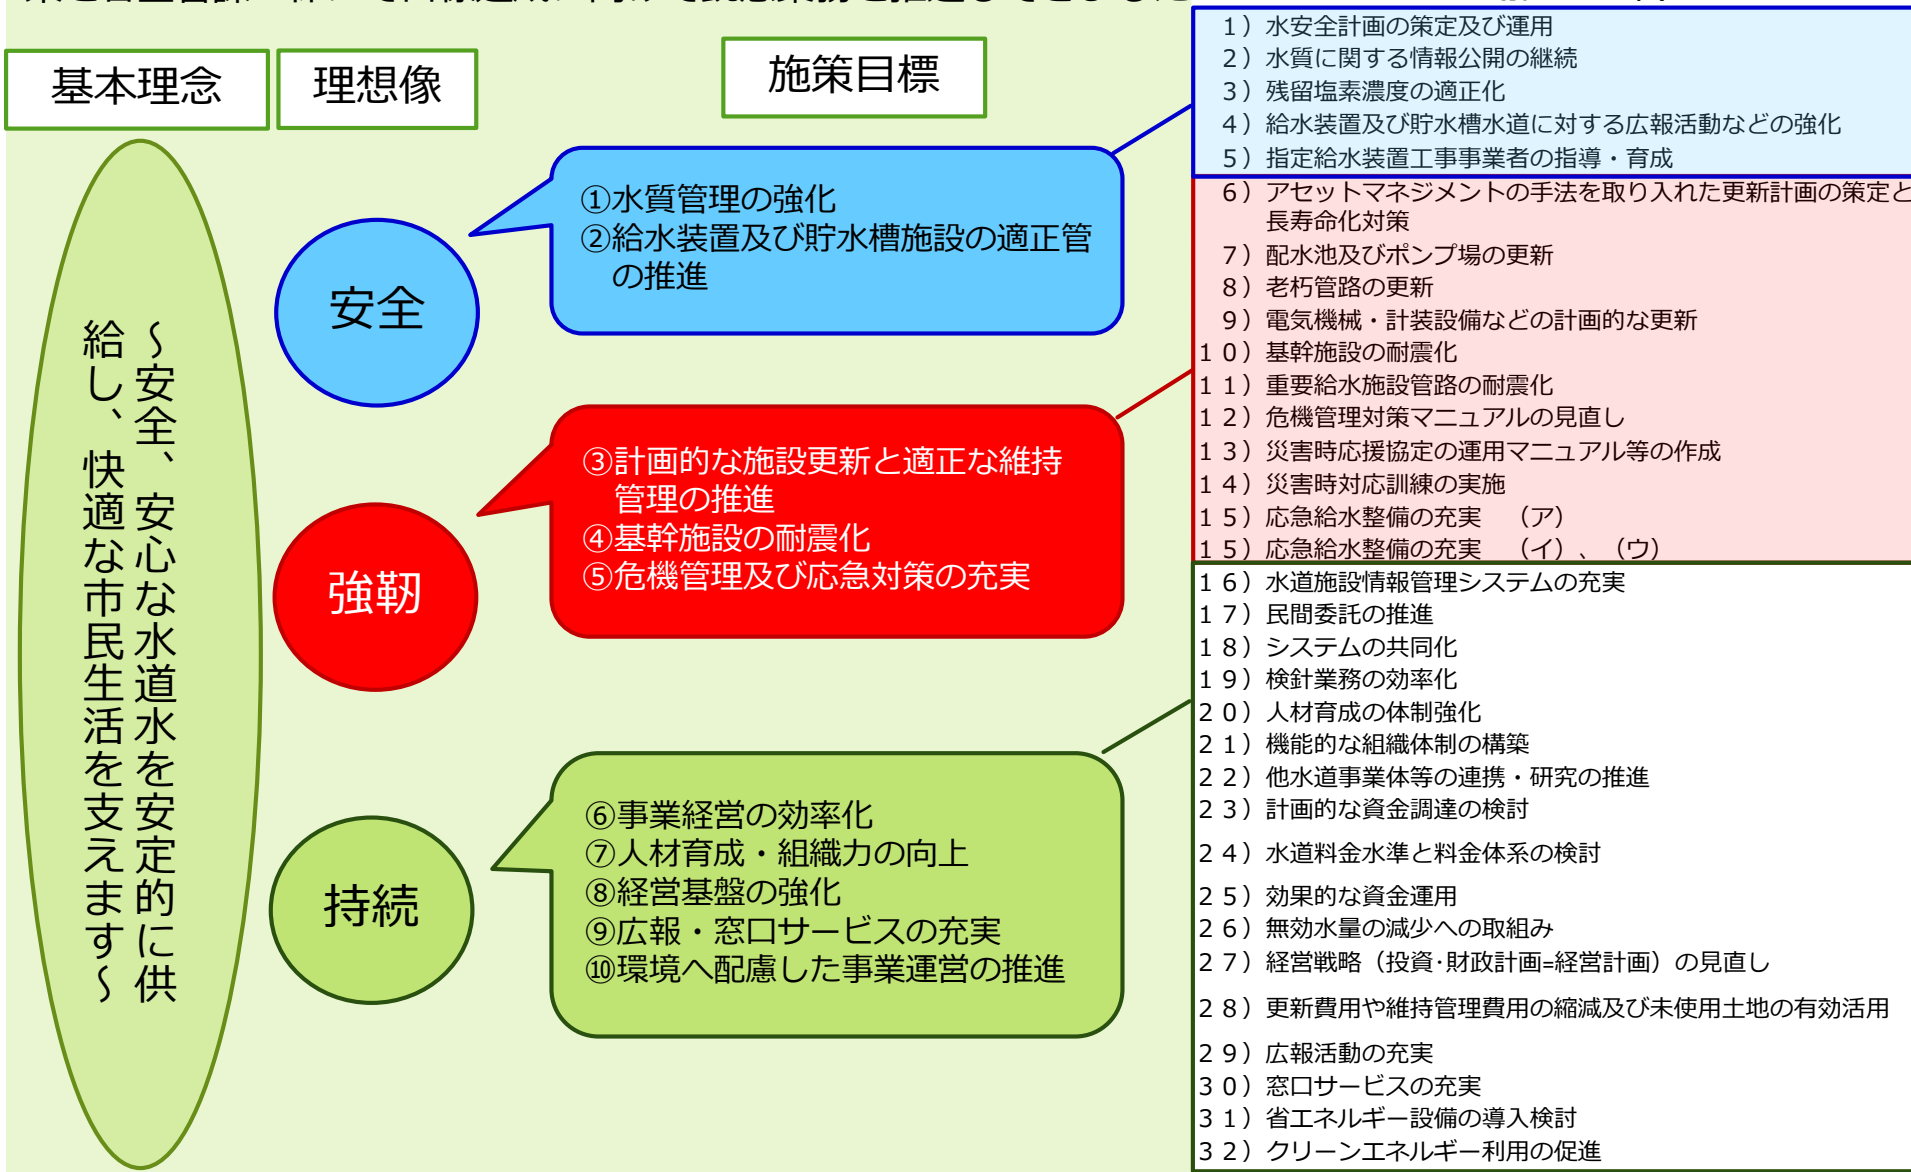 基本理念
理想像
施策目標
～安全、安心な水道水を安定的に供
給し、快適な市民生活を支えます～
安全
①水質管理の強化
②給水装置及び貯水槽施設の適正管
の推進
強靭
③計画的な施設更新と適正な維持
管理の推進
④基幹施設の耐震化
⑤危機管理及び応急対策の充実
持続
⑥事業経営の効率化
⑦人材育成・組織力の向上
⑧経営基盤の強化
⑨広報・窓口サービスの充実
⑩環境へ配慮した事業運営の推進
１）水安全計画の策定及び運用
２）水質に関する情報公開の継続
３）残留塩素濃度の適正化
４）給水装置及び貯水槽水道に対する広報活動などの強化
５）指定給水装置工事事業者の指導・育成
６）アセットマネジメントの手法を取り入れた更新計画の策定と
長寿命化対策
７）配水池及びポンプ場の更新
８）老朽管路の更新
９）電気機械・計装設備などの計画的な更新
１０）基幹施設の耐震化
１１）重要給水施設管路の耐震化
１２）危機管理対策マニュアルの見直し
１３）災害時応援協定の運用マニュアル等の作成
１４）災害時対応訓練の実施
１５）応急給水整備の充実　（ア）
１５）応急給水整備の充実　（イ）、（ウ）
１６）水道施設情報管理システムの充実
１７）民間委託の推進
１８）システムの共同化
１９）検針業務の効率化
２０）人材育成の体制強化
２１）機能的な組織体制の構築
２２）他水道事業体等の連携・研究の推進
２３）計画的な資金調達の検討
２４）水道料金水準と料金体系の検討
２５）効果的な資金運用
２６）無効水量の減少への取組み
２７）経営戦略（投資･財政計画=経営計画）の見直し
２８）更新費用や維持管理費用の縮減及び未使用土地の有効活用
２９）広報活動の充実
３０）窓口サービスの充実
３１）省エネルギー設備の導入検討
３２）クリーンエネルギー利用の促進